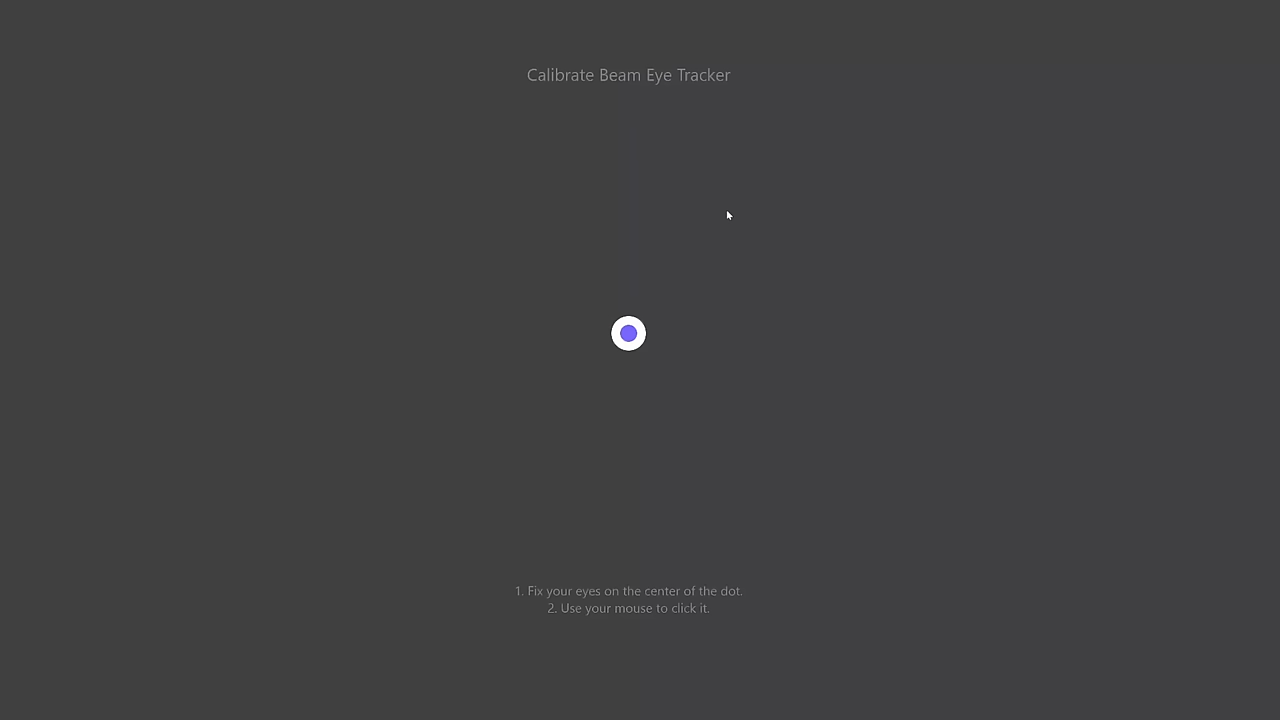 Calibrate Beam Eye Tracker
1. Fix your eyes on the center of the dot.
2. Use your mouse to click it.